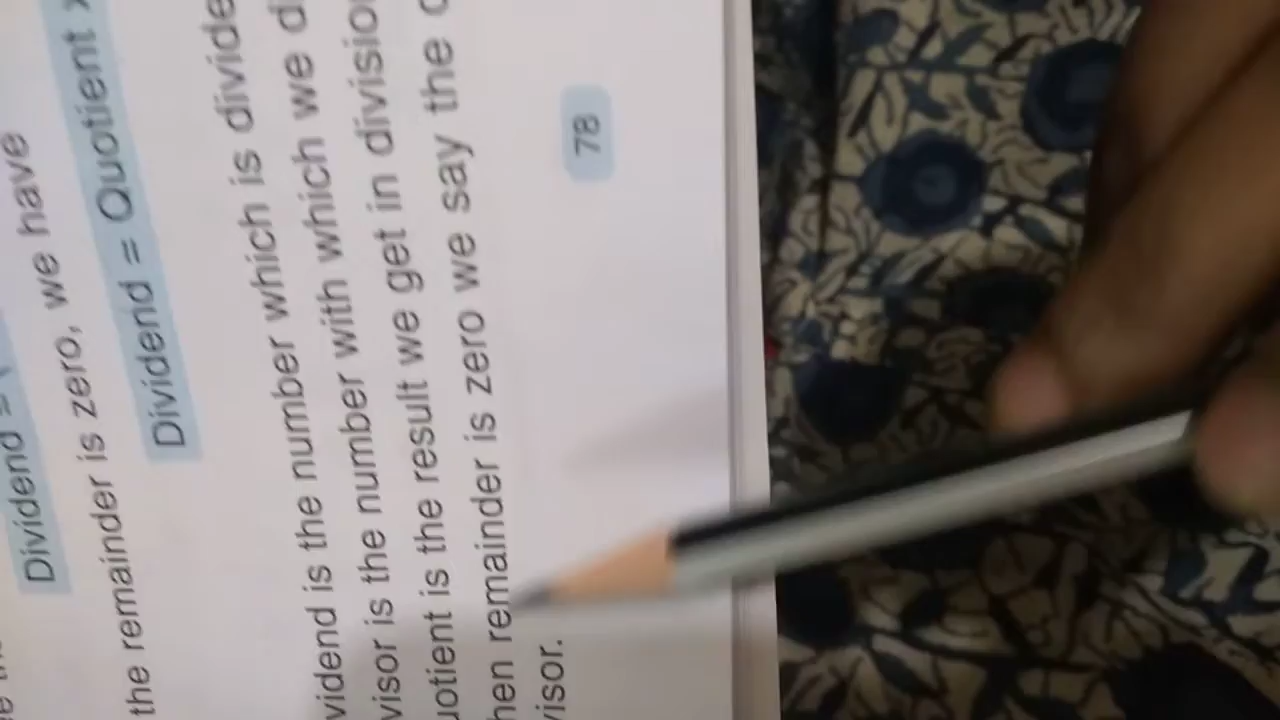 Dividend =
the remainder is zero, we have
Dividend = Quotient ×
vidend is the number which is divide
visor is the number with which we d
uotient is the result we get in divisio
hen remainder is zero we say the
visor.
78